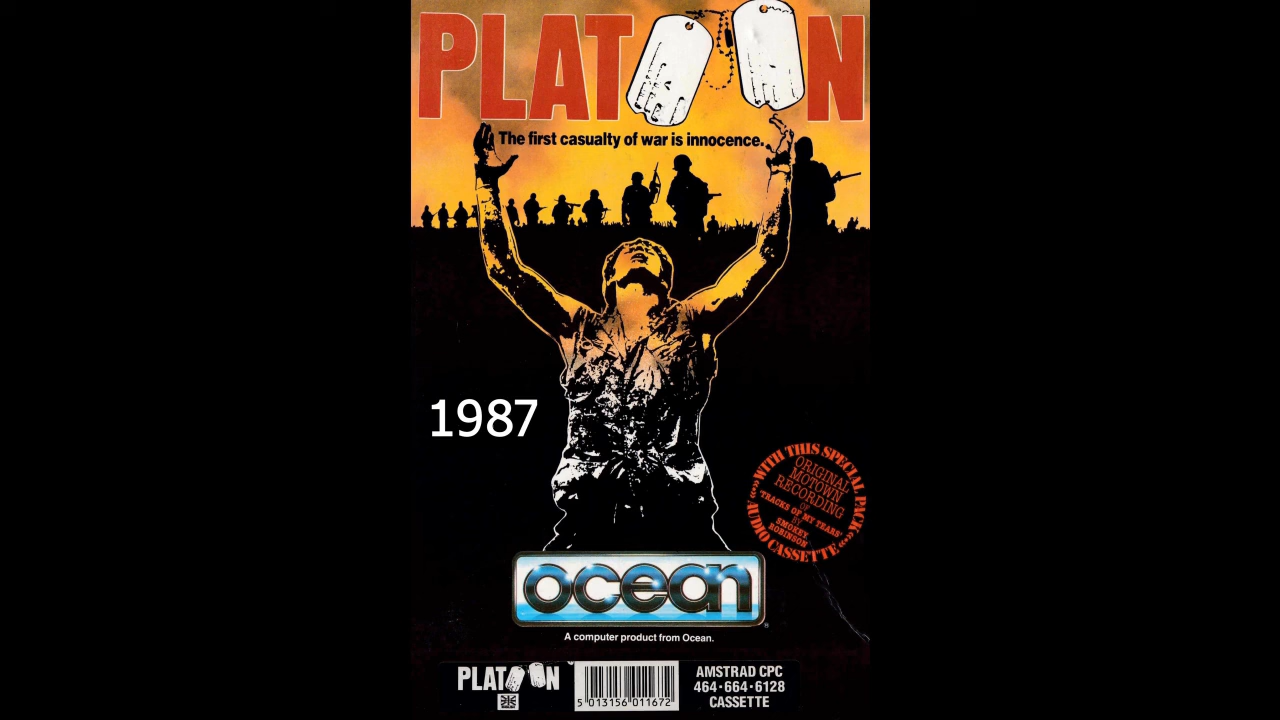 PLATOON
The first casualty of war is innocence.
1987
WITH THIS SPECIAL PACK
ORIGINAL
MOTOWN
RECORDING
OF
'TRACKS OF MY TEARS'
BY
SMOKEY
ROBINSON
AUDIO CASSETTE
ocean
A computer product from Ocean.
PLATOON
5 013156 011672
AMSTRAD CPC
464·664·6128
CASSETTE